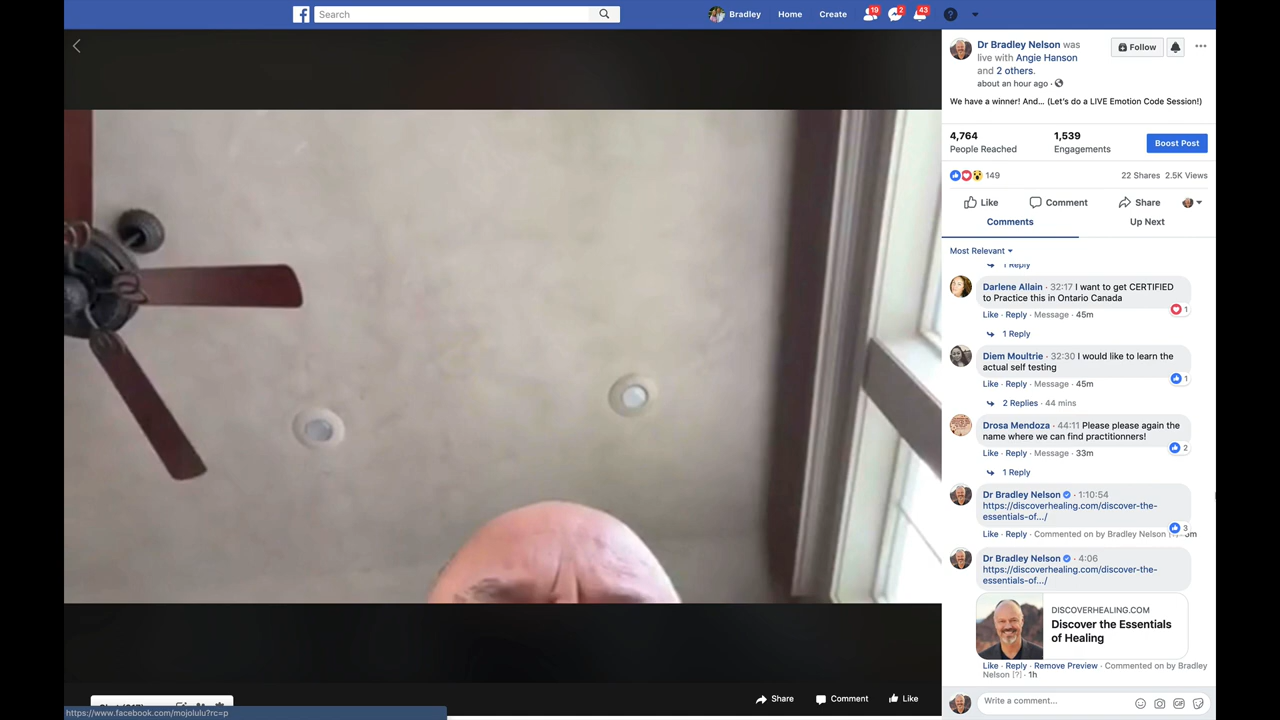 Search
Bradley
Home
Create
19
2
43
Dr Bradley Nelson was
live with Angie Hanson
and 2 others.
about an hour ago ·
Follow
We have a winner! And... (Let's do a LIVE Emotion Code Session!)
4,764
People Reached
1,539
Engagements
Boost Post
149
22 Shares 2.5K Views
Like
Comment
Share
Comments
Up Next
Most Relevant
1 Reply
Darlene Allain · 32:17 I want to get CERTIFIED
to Practice this in Ontario Canada
1
Like · Reply · Message · 45m
1 Reply
Diem Moultrie · 32:30 I would like to learn the
actual self testing
1
Like · Reply · Message · 45m
2 Replies · 44 mins
Drosa Mendoza · 44:11 Please please again the
name where we can find practitionners!
2
Like · Reply · Message · 33m
1 Reply
Dr Bradley Nelson · 1:10:54
https://discoverhealing.com/discover-the-
essentials-of.../
3
Like · Reply · Commented on by Bradley Nelson
Dr Bradley Nelson · 4:06
https://discoverhealing.com/discover-the-
essentials-of.../
DISCOVERHEALING.COM
Discover the Essentials
of Healing
Like · Reply · Remove Preview · Commented on by Bradley
Nelson [?] · 1h
Write a comment...
GIF
Share
Comment
Like
https://www.facebook.com/mojolulu?rc=p